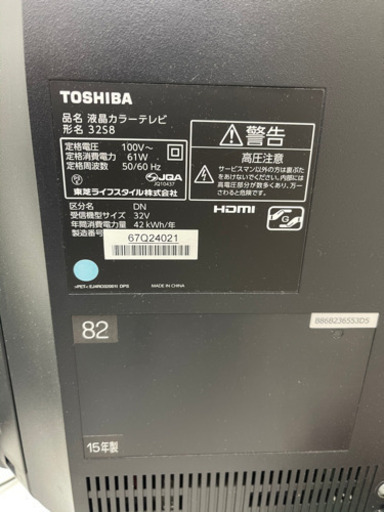 TOSHIBA
品名 液晶カラーテレビ
形名 32S8
定格電圧 100V～
定格消費電力 61W
定格周波数 50/60 Hz
JQA
JQ10437
東芝ライフスタイル株式会社
区分名 DN
受信機型サイズ 32V
年間消費電力量 42 kWh/年
製造番号
67Q24021
DPS
MADE IN CHINA
警告
高圧注意
サービスマン以外の方は裏ぶた
をあけないでください。内部には
高電圧部分が数多くあり、万一
さわると危険です。
HDMI
G
82
15年製